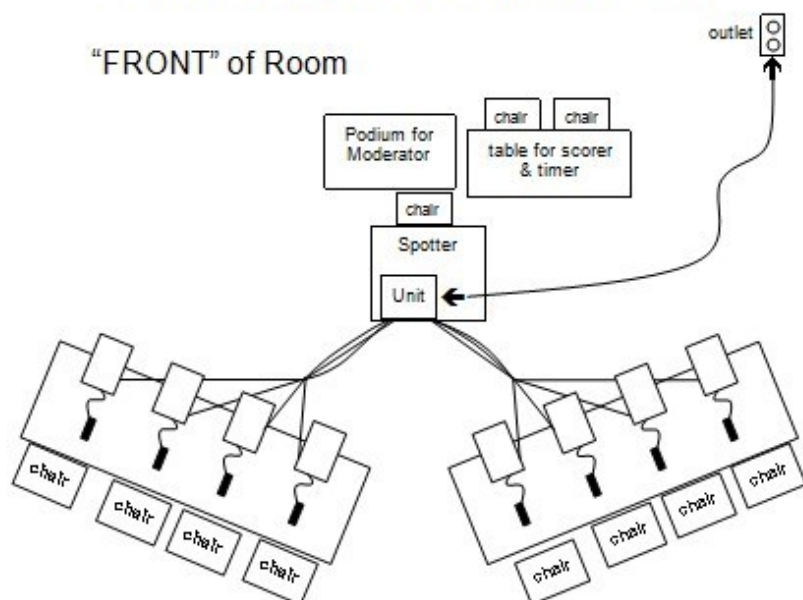 outlet
“FRONT” of Room
chair chair
Podium for
Moderator
table for scorer
& timer
chair
Spotter
Unit
chair
chair
chair
chair
chair
chair
chair
chair